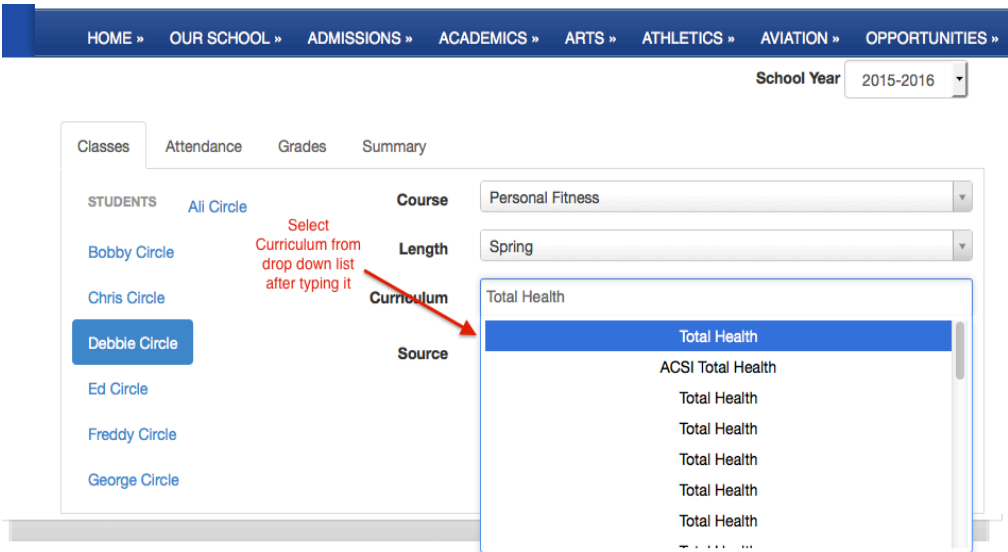 HOME » OUR SCHOOL » ADMISSIONS » ACADEMICS » ARTS » ATHLETICS » AVIATION » OPPORTUNITIES »
School Year 2015-2016
Classes Attendance Grades Summary
STUDENTS Ali Circle
Bobby Circle
Chris Circle
Debbie Circle
Ed Circle
Freddy Circle
George Circle
Select
Curriculum from
drop down list
after typing it
Course Personal Fitness
Length Spring
Curriculum Total Health
Source
Total Health
ACSI Total Health
Total Health
Total Health
Total Health
Total Health
Total Health